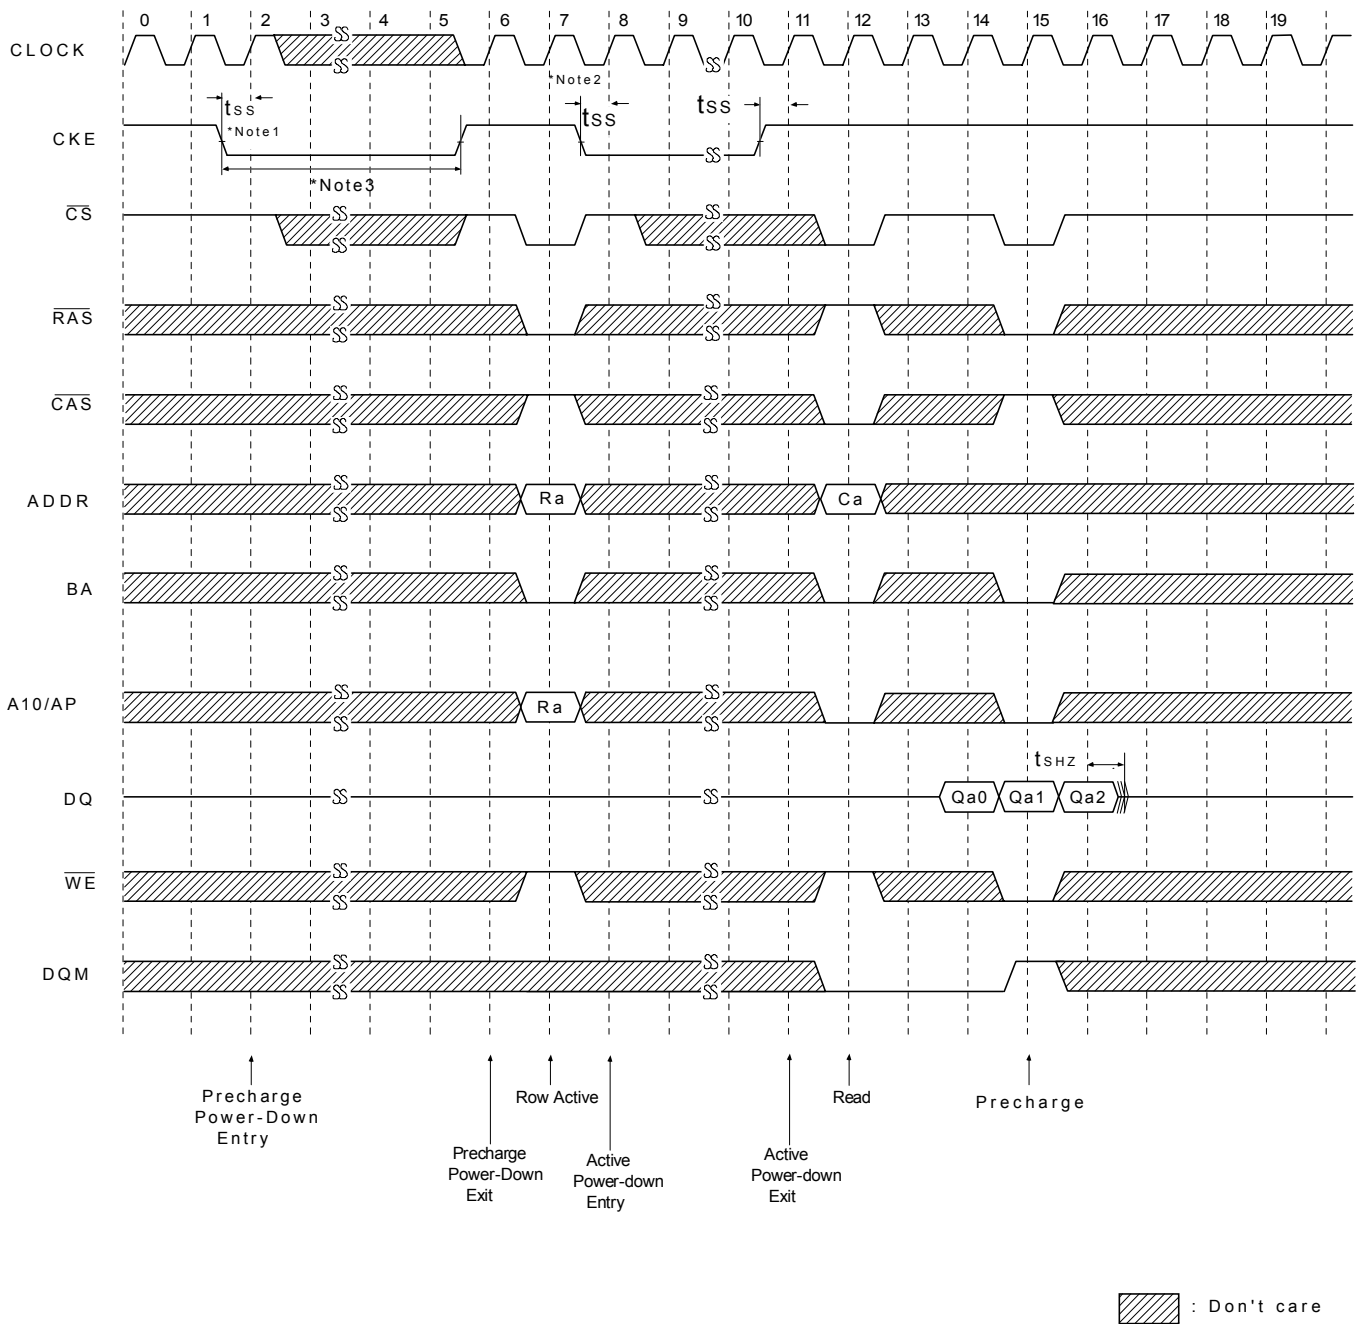 0 1 2 3 4 5 6 7 8 9 10 11 12 13 14 15 16 17 18 19
CLOCK
*Note2
tSS tSS tSS
*Note1
CKE
*Note3
CS
RAS
CAS
ADDR Ra Ca
BA
A10/AP Ra
tSHZ
DQ Qa0 Qa1 Qa2
WE
DQM
Precharge
Power-Down
Entry
Row Active
Read
Precharge
Precharge
Power-Down
Exit
Active
Power-down
Entry
Active
Power-down
Exit
: Don't care